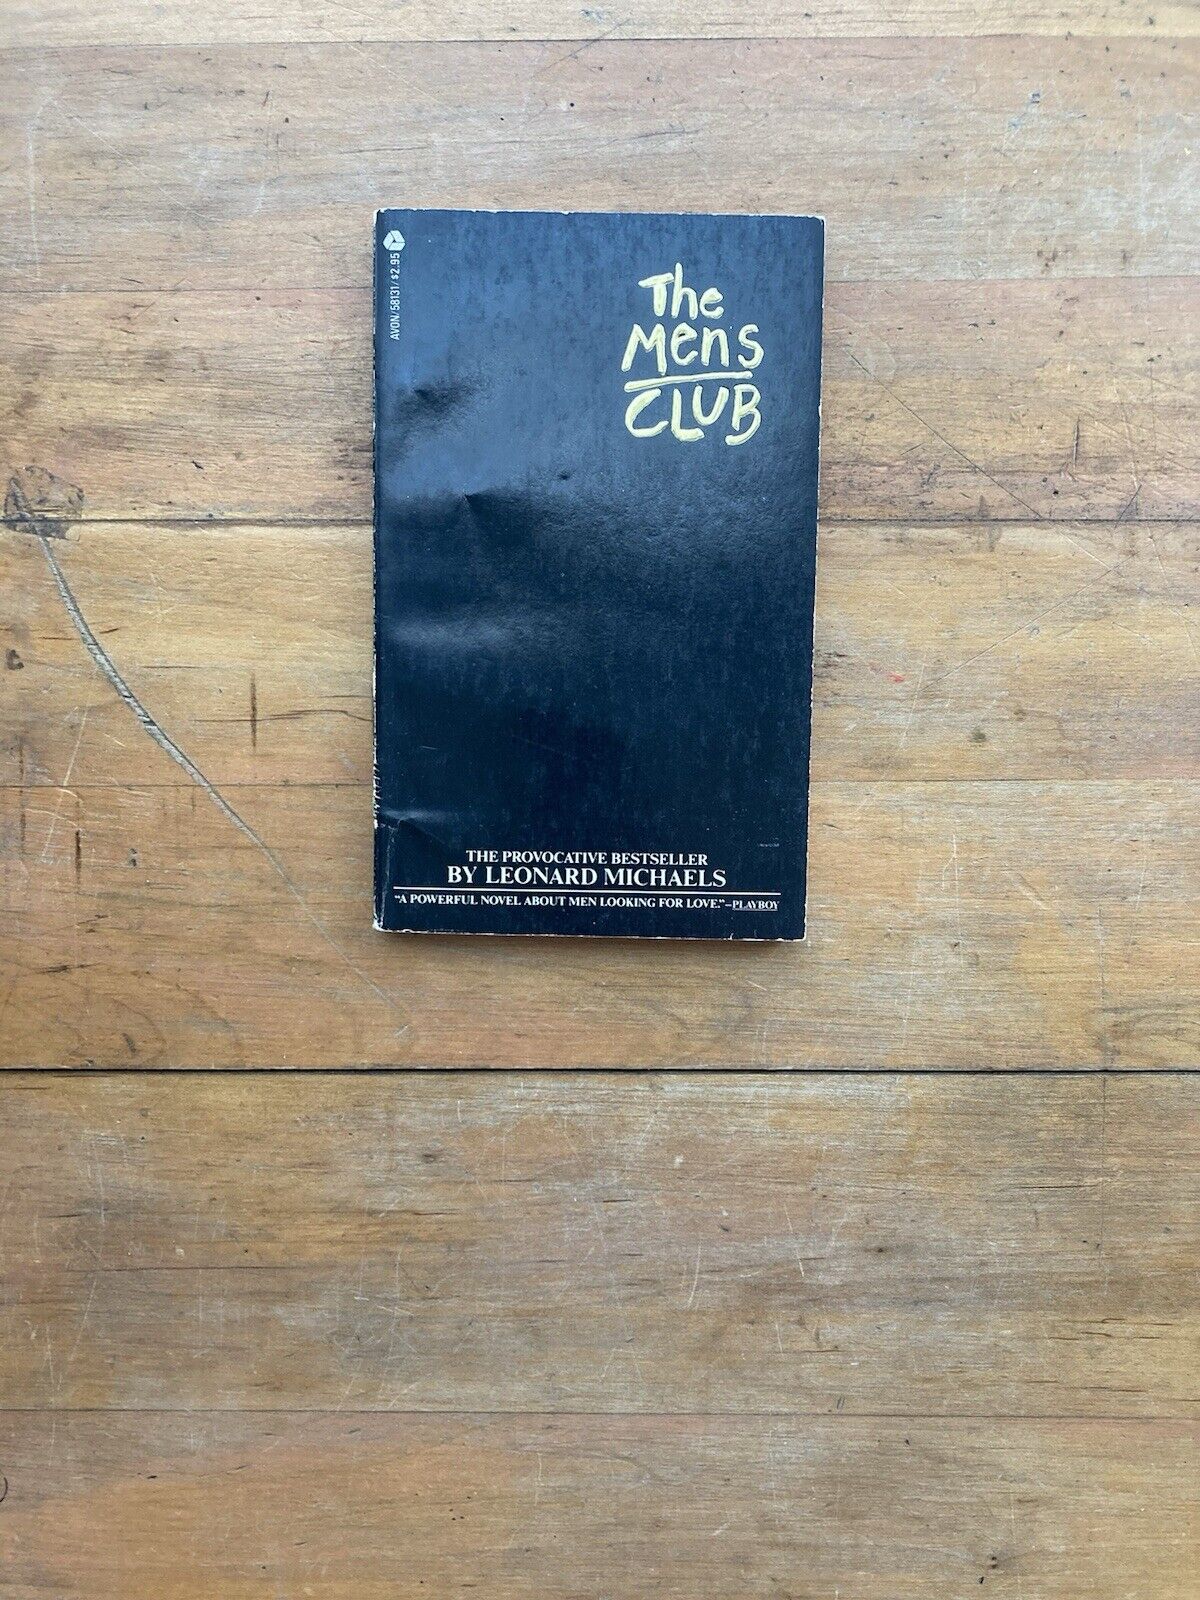 AVON/58131/$2.95
The
Men's
CLUB
THE PROVOCATIVE BESTSELLER
BY LEONARD MICHAELS
“A POWERFUL NOVEL ABOUT MEN LOOKING FOR LOVE.”—PLAYBOY